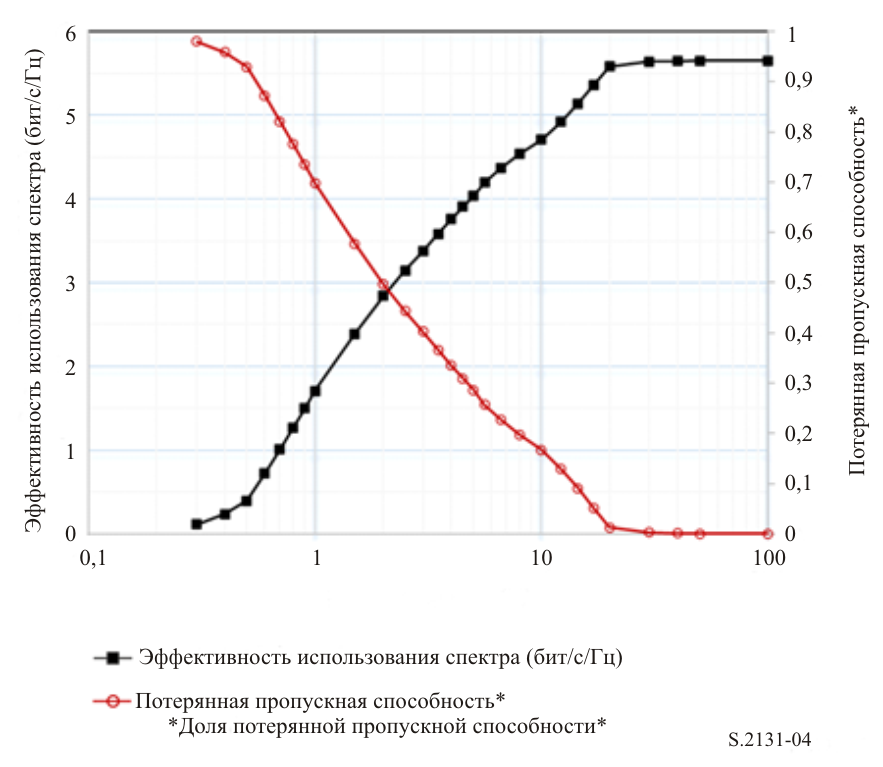 Эффективность использования спектра (бит/с/Гц)
6
5
4
3
2
1
0
1
0,9
0,8
0,7
0,6
0,5
0,4
0,3
0,2
0,1
0
Потерянная пропускная способность*
0,1 1 10 100
Эффективность использования спектра (бит/с/Гц)
Потерянная пропускная способность*
*Доля потерянной пропускной способности*
S.2131-04